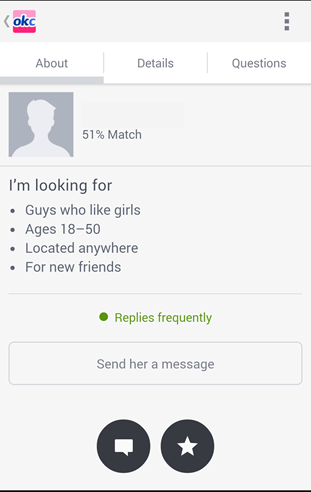 okc
About
Details
Questions
51% Match
I'm looking for
• Guys who like girls
• Ages 18–50
• Located anywhere
• For new friends
Replies frequently
Send her a message